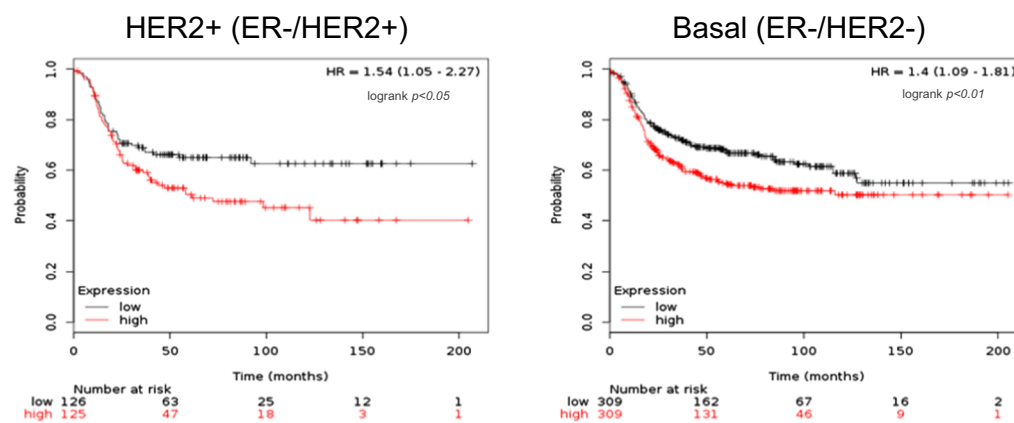 HER2+ (ER-/HER2+)
HR = 1.54 (1.05 - 2.27)
logrank p<0.05
Probability
1.0
0.8
0.6
0.4
0.2
0.0
Expression
low
high
0 50 100 150 200
Time (months)
Number at risk
low 126 63 25 12 1
high 125 47 18 3 1
Basal (ER-/HER2-)
HR = 1.4 (1.09 - 1.81)
logrank p<0.01
Probability
1.0
0.8
0.6
0.4
0.2
0.0
Expression
low
high
0 50 100 150 200
Time (months)
Number at risk
low 309 162 67 16 2
high 309 131 46 9 1